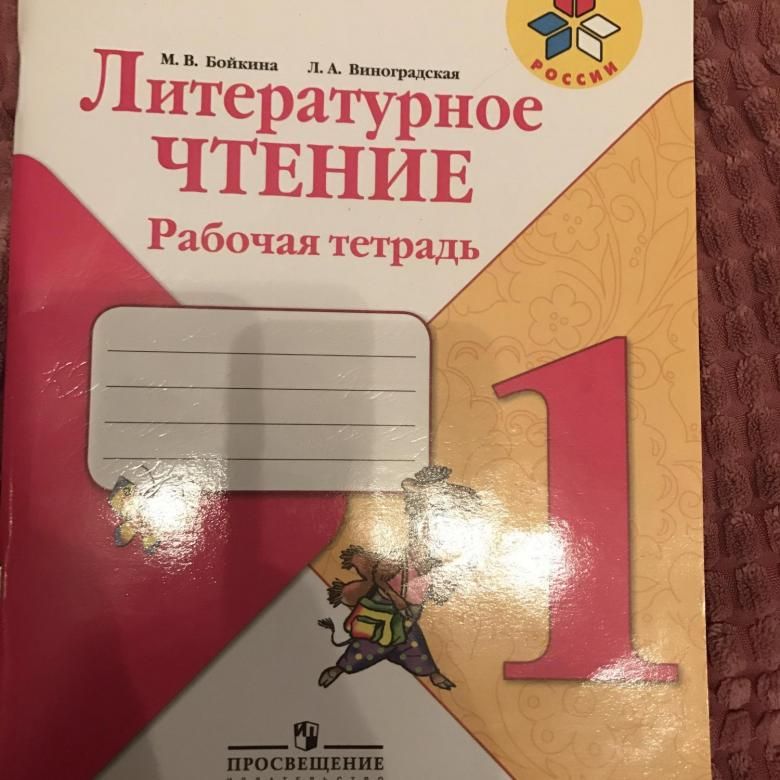 РОССИИ
М. В. Бойкина Л. А. Виноградская
Литературное
ЧТЕНИЕ
Рабочая тетрадь
1
ПРОСВЕЩЕНИЕ